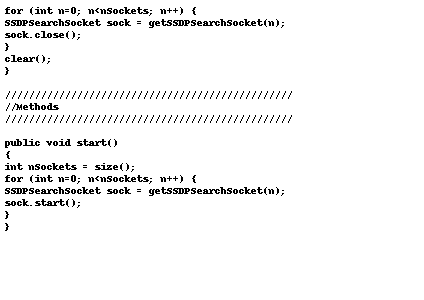 for (int n=0; n<nSockets; n++) {
SSDPSearchSocket sock = getSSDPSearchSocket(n);
sock.close();
}
clear();
}
////////////////////////////////////////////////
//Methods
////////////////////////////////////////////////
public void start()
{
int nSockets = size();
for (int n=0; n<nSockets; n++) {
SSDPSearchSocket sock = getSSDPSearchSocket(n);
sock.start();
}
}